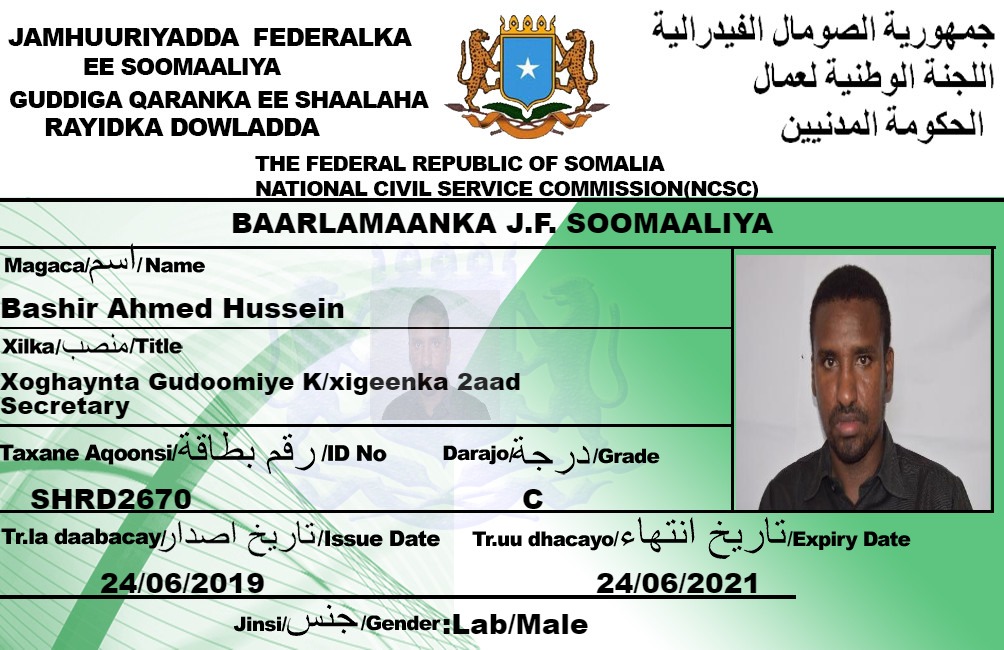 JAMHUURIYADDA FEDERALKA
EE SOOMAALIYA
GUDDIGA QARANKA EE SHAALAHA
RAYIDKA DOWLADDA
جمهورية الصومال الفيدرالية
اللجنة الوطنية لعمال
الحكومة المدنيين
THE FEDERAL REPUBLIC OF SOMALIA
NATIONAL CIVIL SERVICE COMMISSION(NCSC)
BAARLAMAANKA J.F. SOOMAALIYA
Magaca/اسم/Name
Bashir Ahmed Hussein
Xilka/منصب/Title
Xoghaynta Gudoomiye K/xigeenka 2aad
Secretary
Taxane Aqoonsi/رقم بطاقة/ID No
SHRD2670
Darajo/درجة/Grade
C
Tr.la daabacay/تاريخ اصدار/Issue Date
24/06/2019
Tr.uu dhacayo/تاريخ انتهاء/Expiry Date
24/06/2021
Jinsi/جنس/Gender:Lab/Male